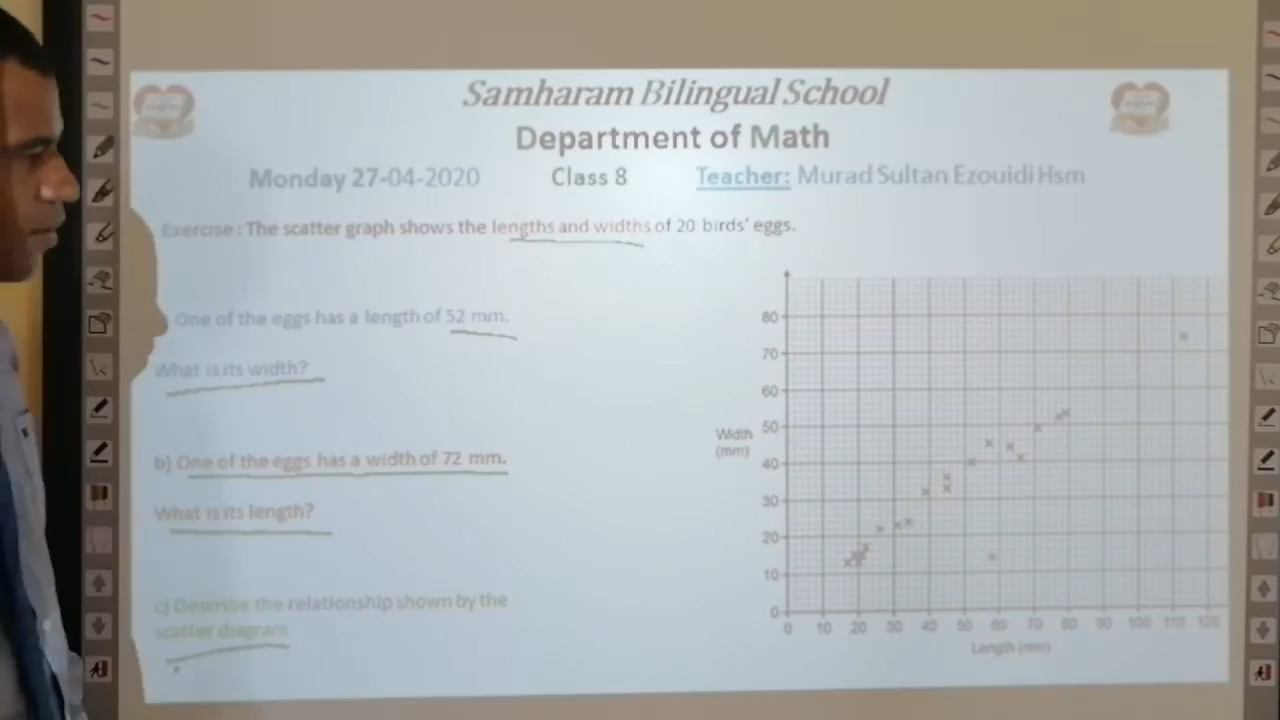 Samharam Bilingual School
Department of Math
Monday 27-04-2020 Class 8 Teacher: Murad Sultan Ezouidi Hsm
Exercise : The scatter graph shows the lengths and widths of 20 birds' eggs.
One of the eggs has a length of 52 mm.
What is its width?
b) One of the eggs has a width of 72 mm.
What is its length?
c) Describe the relationship shown by the
scatter diagram
80
70
60
50
Width
(mm)
40
30
20
10
0
0 10 20 30 40 50 60 70 80 90 100 110 120
Length (mm)